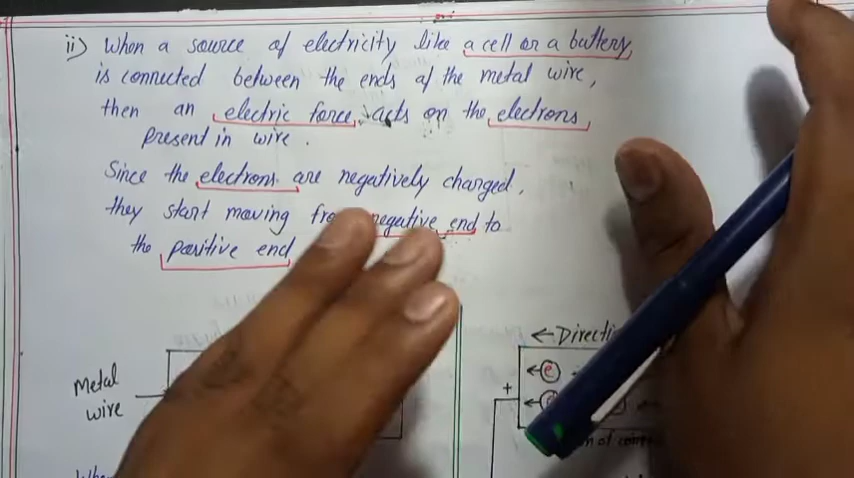 ii) When a source of electricity like a cell or a battery,
is connected between the ends of the metal wire,
then an electric force acts on the electrons
present in wire.
Since the electrons are negatively charged,
they start moving negative end to
the positive end
← Directi
Metal
wire
+
e